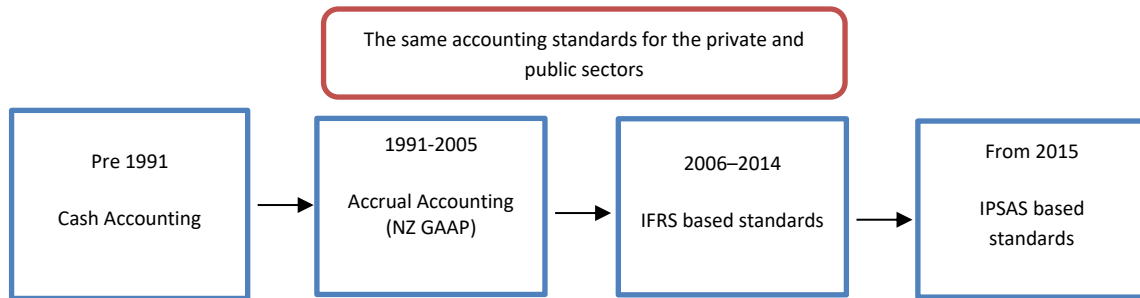 The same accounting standards for the private and
public sectors
Pre 1991
Cash Accounting
1991-2005
Accrual Accounting
(NZ GAAP)
2006–2014
IFRS based standards
From 2015
IPSAS based
standards